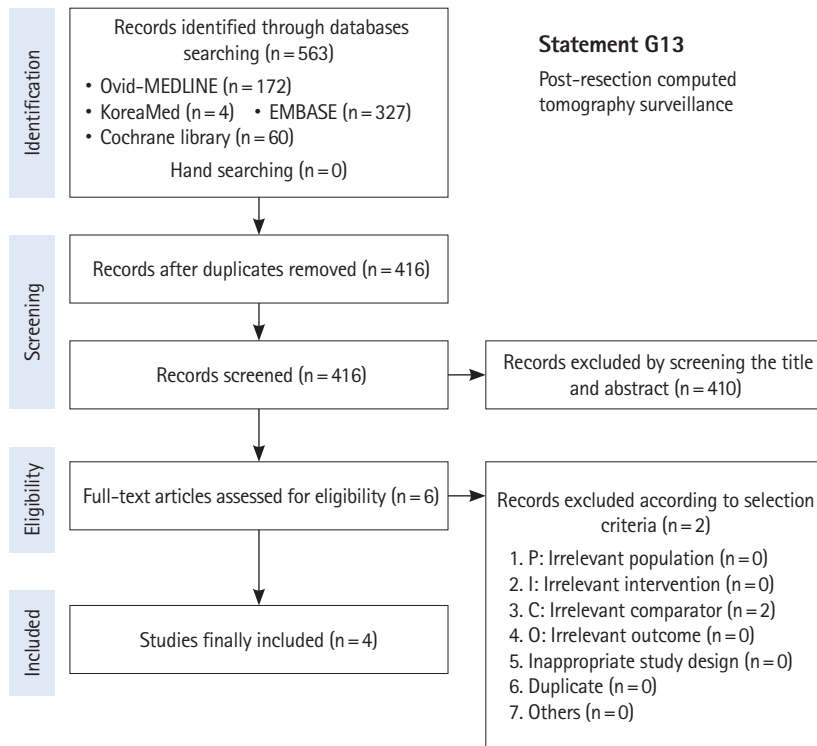 Identification
Records identified through databases
searching (n=563)
• Ovid-MEDLINE (n=172)
• KoreaMed (n=4) • EMBASE (n=327)
• Cochrane library (n=60)
Hand searching (n=0)
Statement G13
Post-resection computed
tomography surveillance
Screening
Records after duplicates removed (n=416)
Records screened (n=416)
Records excluded by screening the title
and abstract (n=410)
Eligibility
Full-text articles assessed for eligibility (n=6)
Records excluded according to selection
criteria (n=2)
1. P: Irrelevant population (n=0)
2. I: Irrelevant intervention (n=0)
3. C: Irrelevant comparator (n=2)
4. O: Irrelevant outcome (n=0)
5. Inappropriate study design (n=0)
6. Duplicate (n=0)
7. Others (n=0)
Included
Studies finally included (n=4)